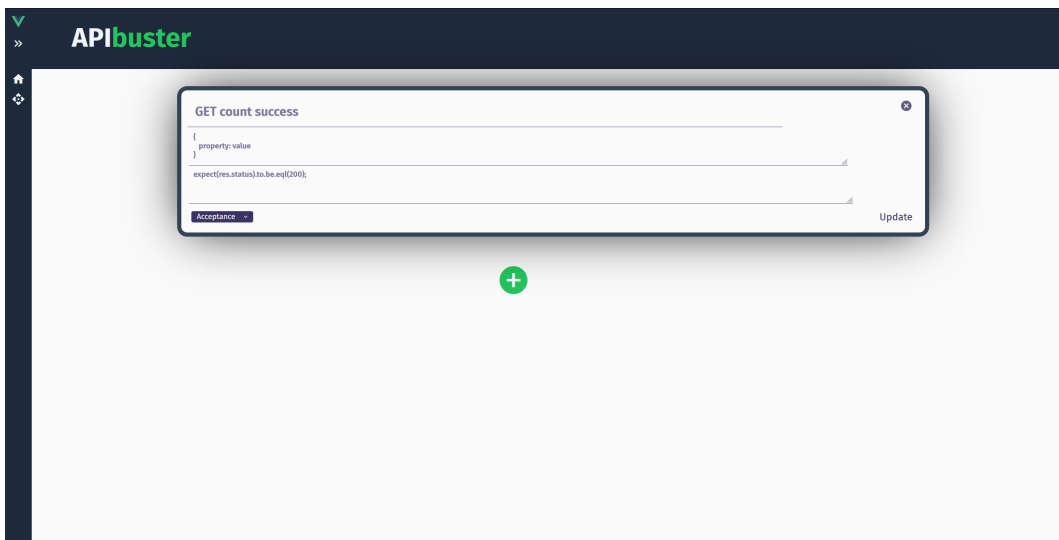 APIbuster
GET count success
{
property: value
}
expect(res.status).to.be.eql(200);
Acceptance
Update